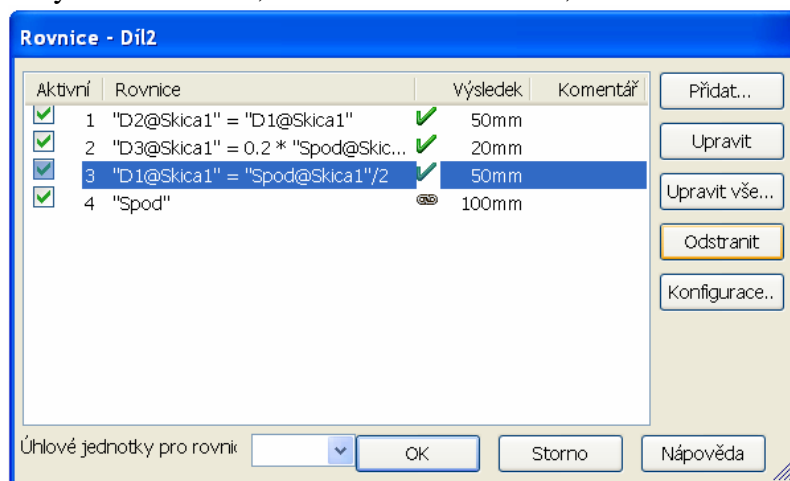 Rovnice - Díl2
Aktivní Rovnice Výsledek Komentář
1 "D2@Skica1" = "D1@Skica1" 50mm
2 "D3@Skica1" = 0.2 * "Spod@Skic... 20mm
3 "D1@Skica1" = "Spod@Skica1"/2 50mm
4 "Spod" 100mm
Přidat...
Upravit
Upravit vše...
Odstranit
Konfigurace..
Úhlové jednotky pro rovnic
OK Storno Nápověda